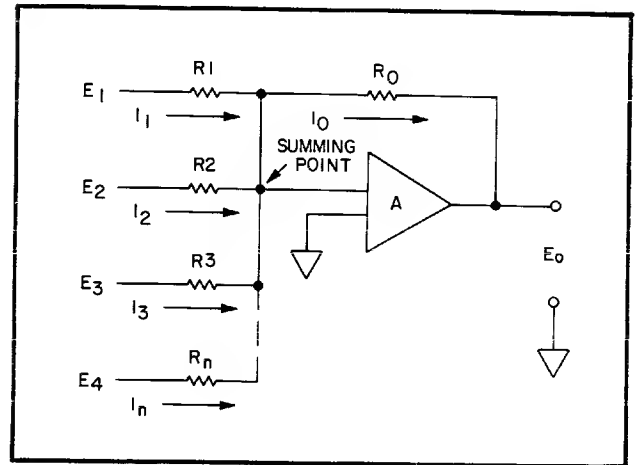 R1
RO
E1
I1
IO
SUMMING
POINT
R2
E2
A
I2
R3
EO
E3
I3
Rn
E4
In